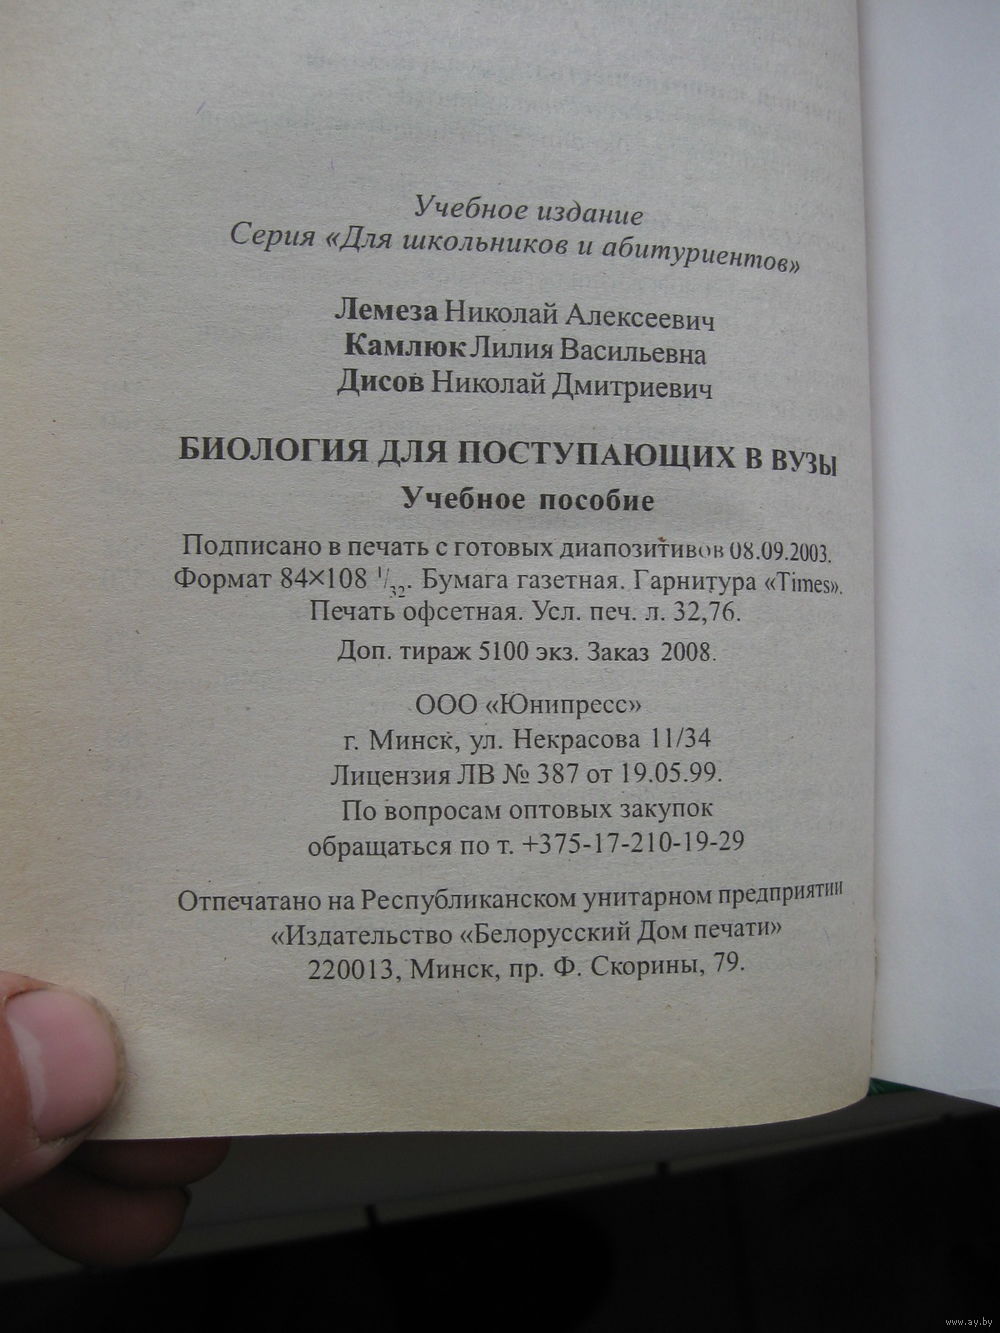 Учебное издание
Серия «Для школьников и абитуриентов»
Лемеза Николай Алексеевич
Камлюк Лилия Васильевна
Дисов Николай Дмитриевич
БИОЛОГИЯ ДЛЯ ПОСТУПАЮЩИХ В ВУЗЫ
Учебное пособие
Подписано в печать с готовых диапозитивов 08.09.2003.
Формат 84×108 1/32. Бумага газетная. Гарнитура «Times».
Печать офсетная. Усл. печ. л. 32,76.
Доп. тираж 5100 экз. Заказ 2008.
ООО «Юнипресс»
г. Минск, ул. Некрасова 11/34
Лицензия ЛВ № 387 от 19.05.99.
По вопросам оптовых закупок
обращаться по т. +375-17-210-19-29
Отпечатано на Республиканском унитарном предприятии
«Издательство «Белорусский Дом печати»
220013, Минск, пр. Ф. Скорины, 79.
www.ay.by